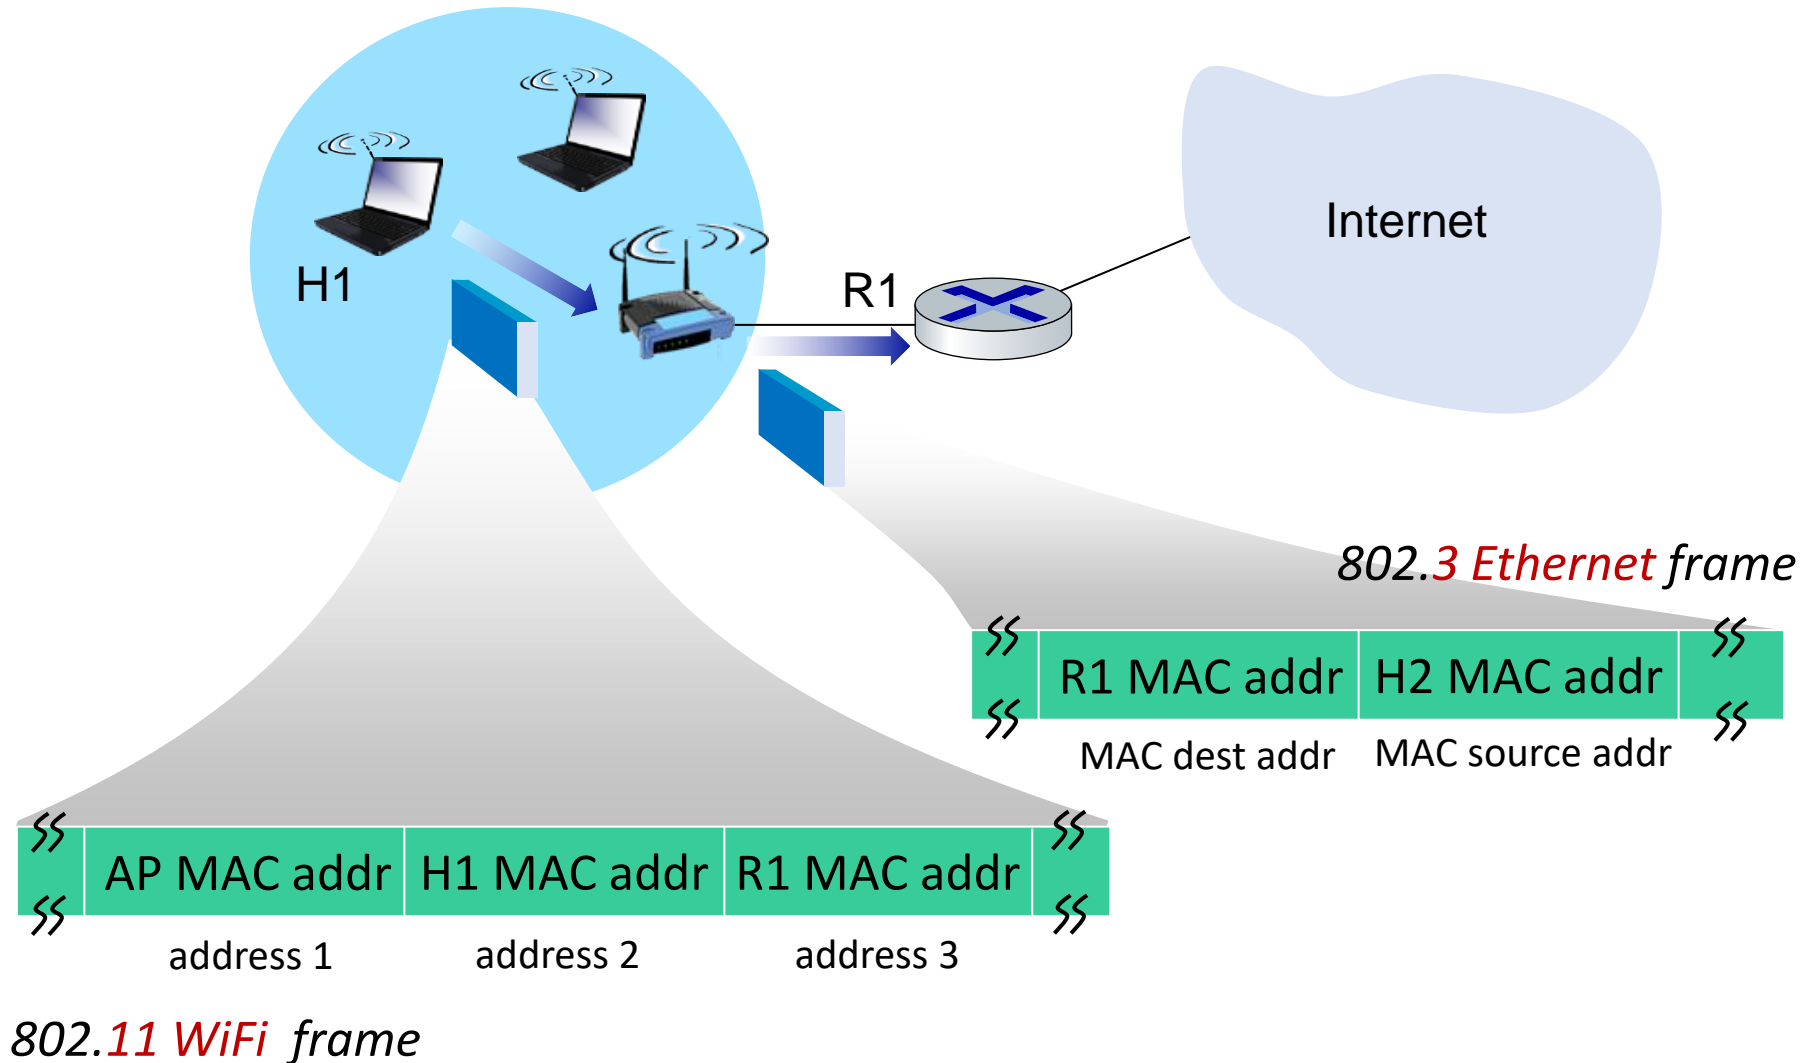 Internet
H1
R1
802.3 Ethernet frame
R1 MAC addr H2 MAC addr
MAC dest addr MAC source addr
AP MAC addr H1 MAC addr R1 MAC addr
address 1 address 2 address 3
802.11 WiFi frame